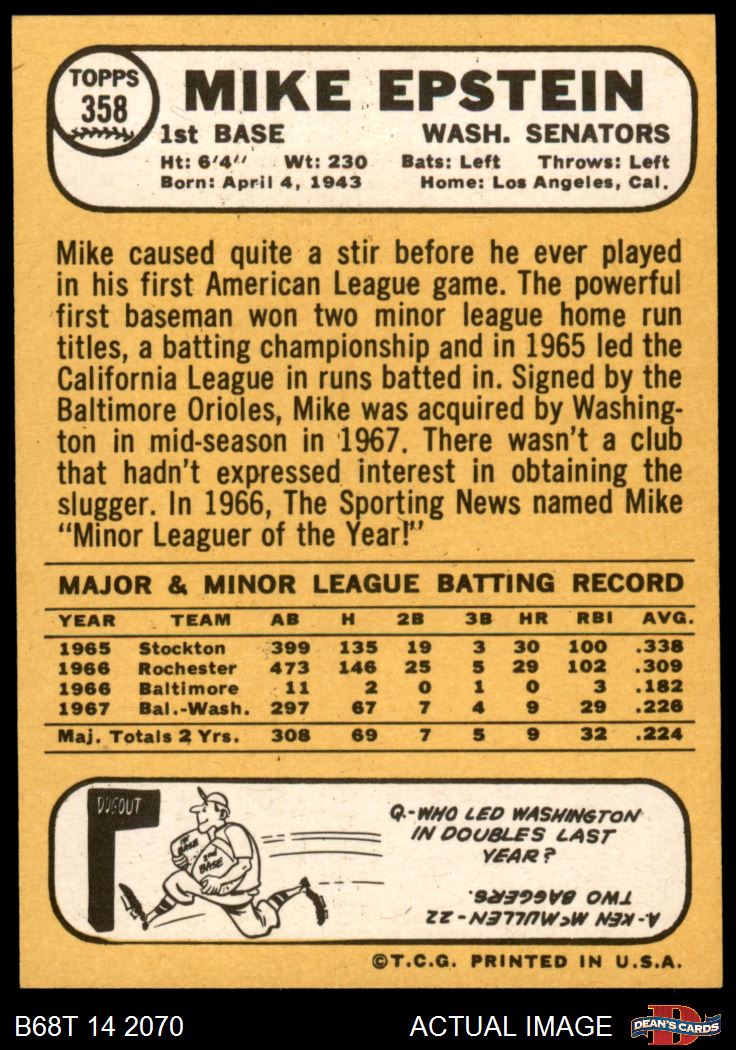 TOPPS
358
MIKE EPSTEIN
1st BASE WASH. SENATORS
Ht: 6'4" Wt: 230 Bats: Left Throws: Left
Born: April 4, 1943 Home: Los Angeles, Cal.
Mike caused quite a stir before he ever played
in his first American League game. The powerful
first baseman won two minor league home run
titles, a batting championship and in 1965 led the
California League in runs batted in. Signed by the
Baltimore Orioles, Mike was acquired by Washing-
ton in mid-season in 1967. There wasn't a club
that hadn't expressed interest in obtaining the
slugger. In 1966, The Sporting News named Mike
"Minor Leaguer of the Year!"
MAJOR & MINOR LEAGUE BATTING RECORD
YEAR TEAM AB H 2B 3B HR RBI AVG.
1965 Stockton 399 135 19 3 30 100 .338
1966 Rochester 473 146 25 5 29 102 .309
1966 Baltimore 11 2 0 1 0 3 .182
1967 Bal.-Wash. 297 67 7 4 9 29 .226
Maj. Totals 2 Yrs. 308 69 7 5 9 32 .224
DUGOUT
1ST BASE
2ND BASE
Q.-WHO LED WASHINGTON
IN DOUBLES LAST
YEAR?
A-KEN McMULLEN-22
TWO BAGGERS.
©T.C.G. PRINTED IN U.S.A.
B68T 14 2070 ACTUAL IMAGE DEAN'S CARDS